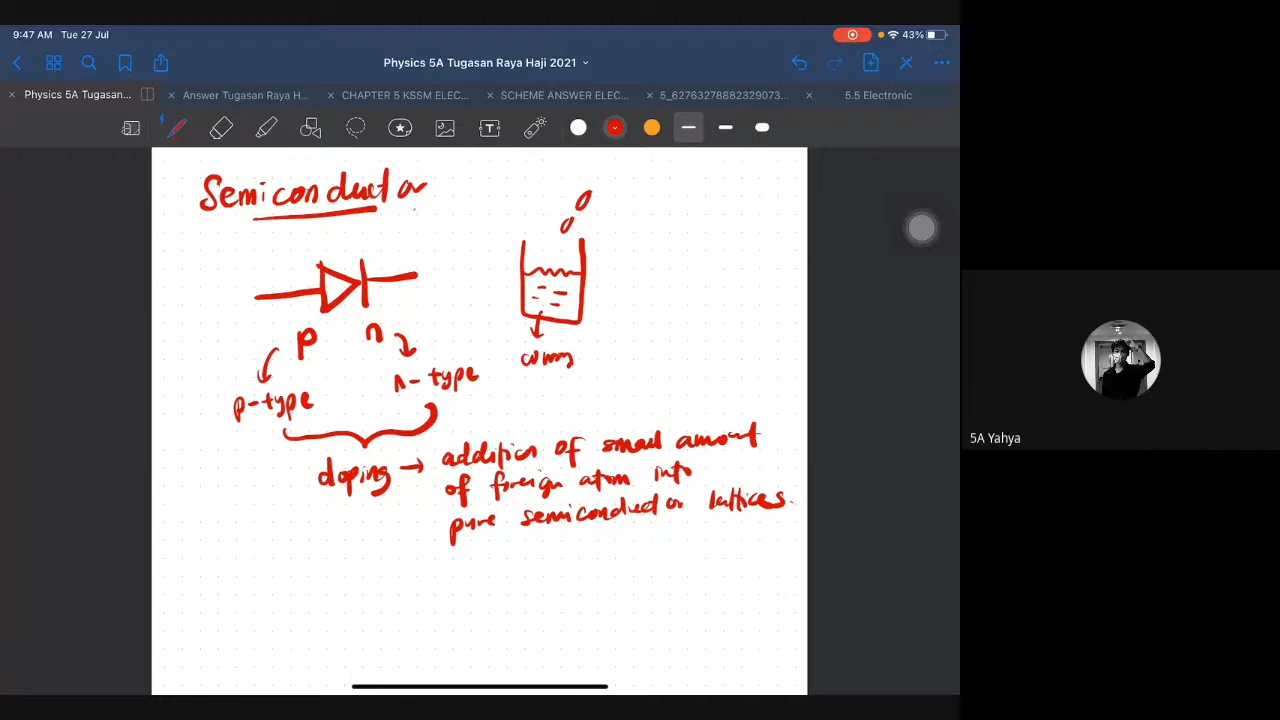 9:47 AM Tue 27 Jul
43%
Physics 5A Tugasan Raya Haji 2021
Physics 5A Tugasan...
Answer Tugasan Raya H...
CHAPTER 5 KSSM ELEC...
SCHEME ANSWER ELEC...
5_62763278882329073...
5.5 Electronic
Semiconductor
p n
p-type
n-type
doping → addition of small amount
of foreign atom into
pure semiconductor lattices.
5A Yahya